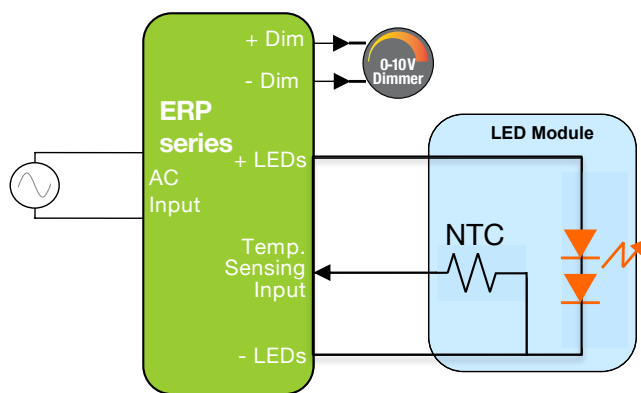 + Dim
0-10V
Dimmer
- Dim
ERP
series
LED Module
+ LEDs
AC
Input
NTC
Temp.
Sensing
Input
- LEDs